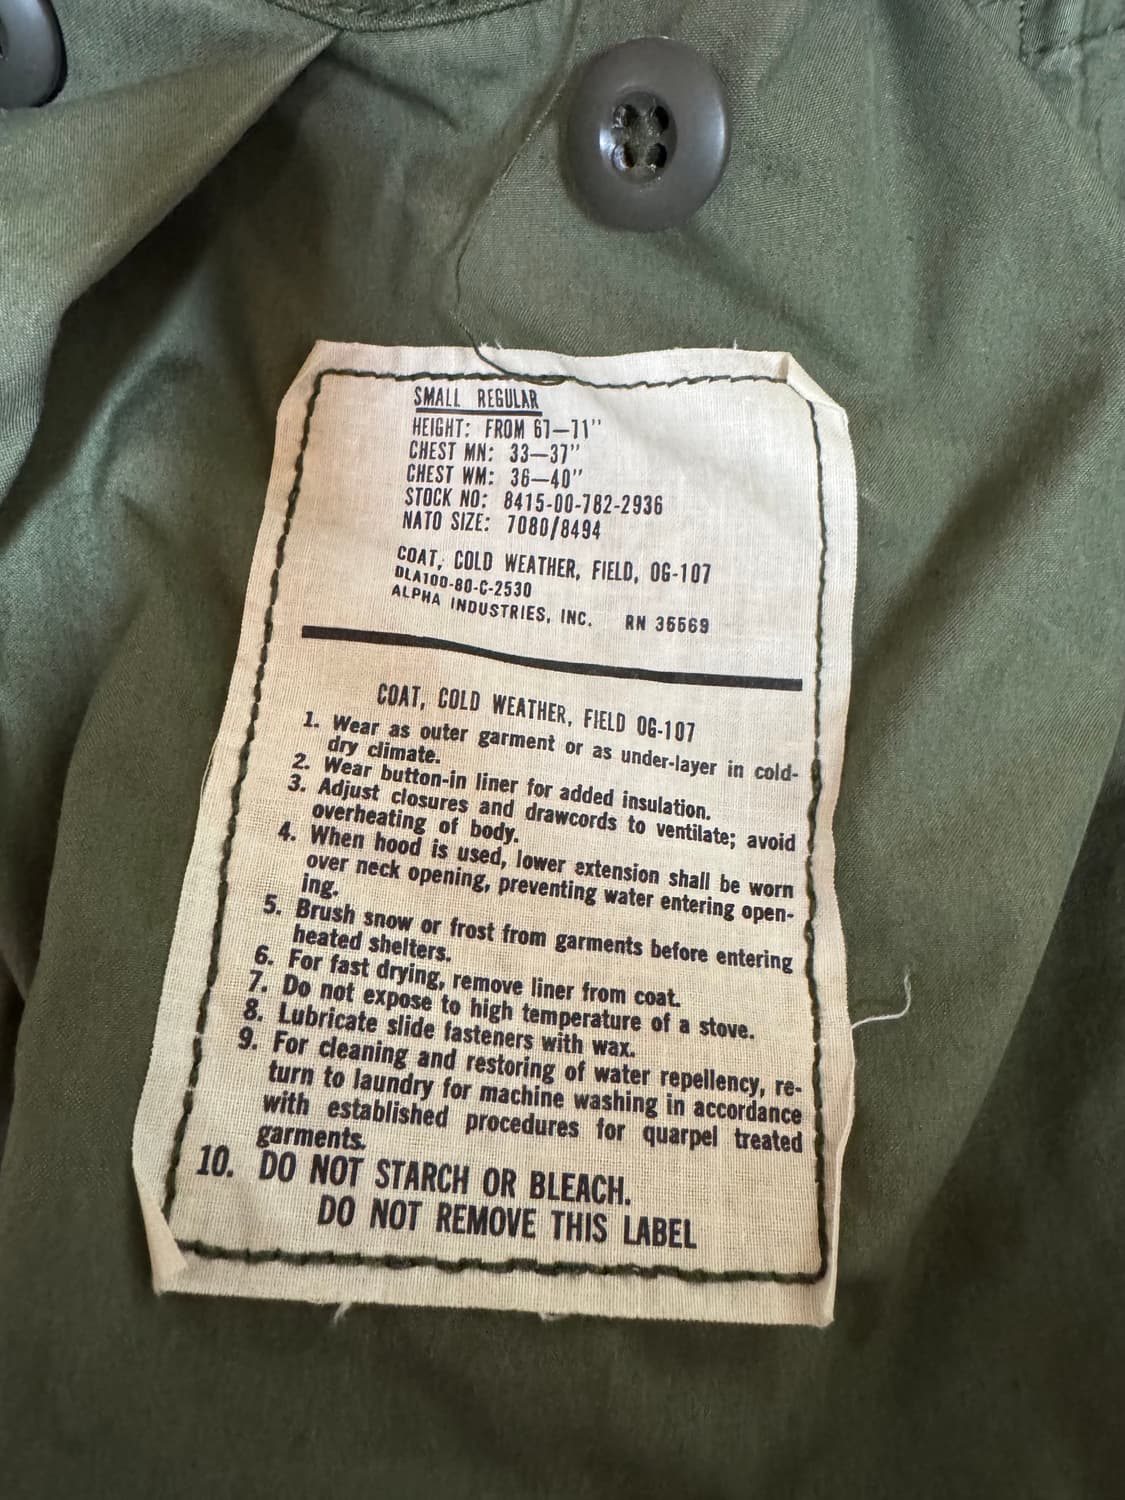 SMALL REGULAR
HEIGHT: FROM 67—71"
CHEST MN: 33—37"
CHEST WM: 36—40"
STOCK NO: 8415-00-782-2936
NATO SIZE: 7080/8494
COAT, COLD WEATHER, FIELD, OG-107
DLA100-80-C-2530
ALPHA INDUSTRIES, INC. RN 35569
COAT, COLD WEATHER, FIELD OG-107
1. Wear as outer garment or as under-layer in cold-
dry climate.
2. Wear button-in liner for added insulation.
3. Adjust closures and drawcords to ventilate; avoid
overheating of body.
4. When hood is used, lower extension shall be worn
over neck opening, preventing water entering open-
ing.
5. Brush snow or frost from garments before entering
heated shelters.
6. For fast drying, remove liner from coat.
7. Do not expose to high temperature of a stove.
8. Lubricate slide fasteners with wax.
9. For cleaning and restoring of water repellency, re-
turn to laundry for machine washing in accordance
with established procedures for quarpel treated
garments.
10. DO NOT STARCH OR BLEACH.
DO NOT REMOVE THIS LABEL